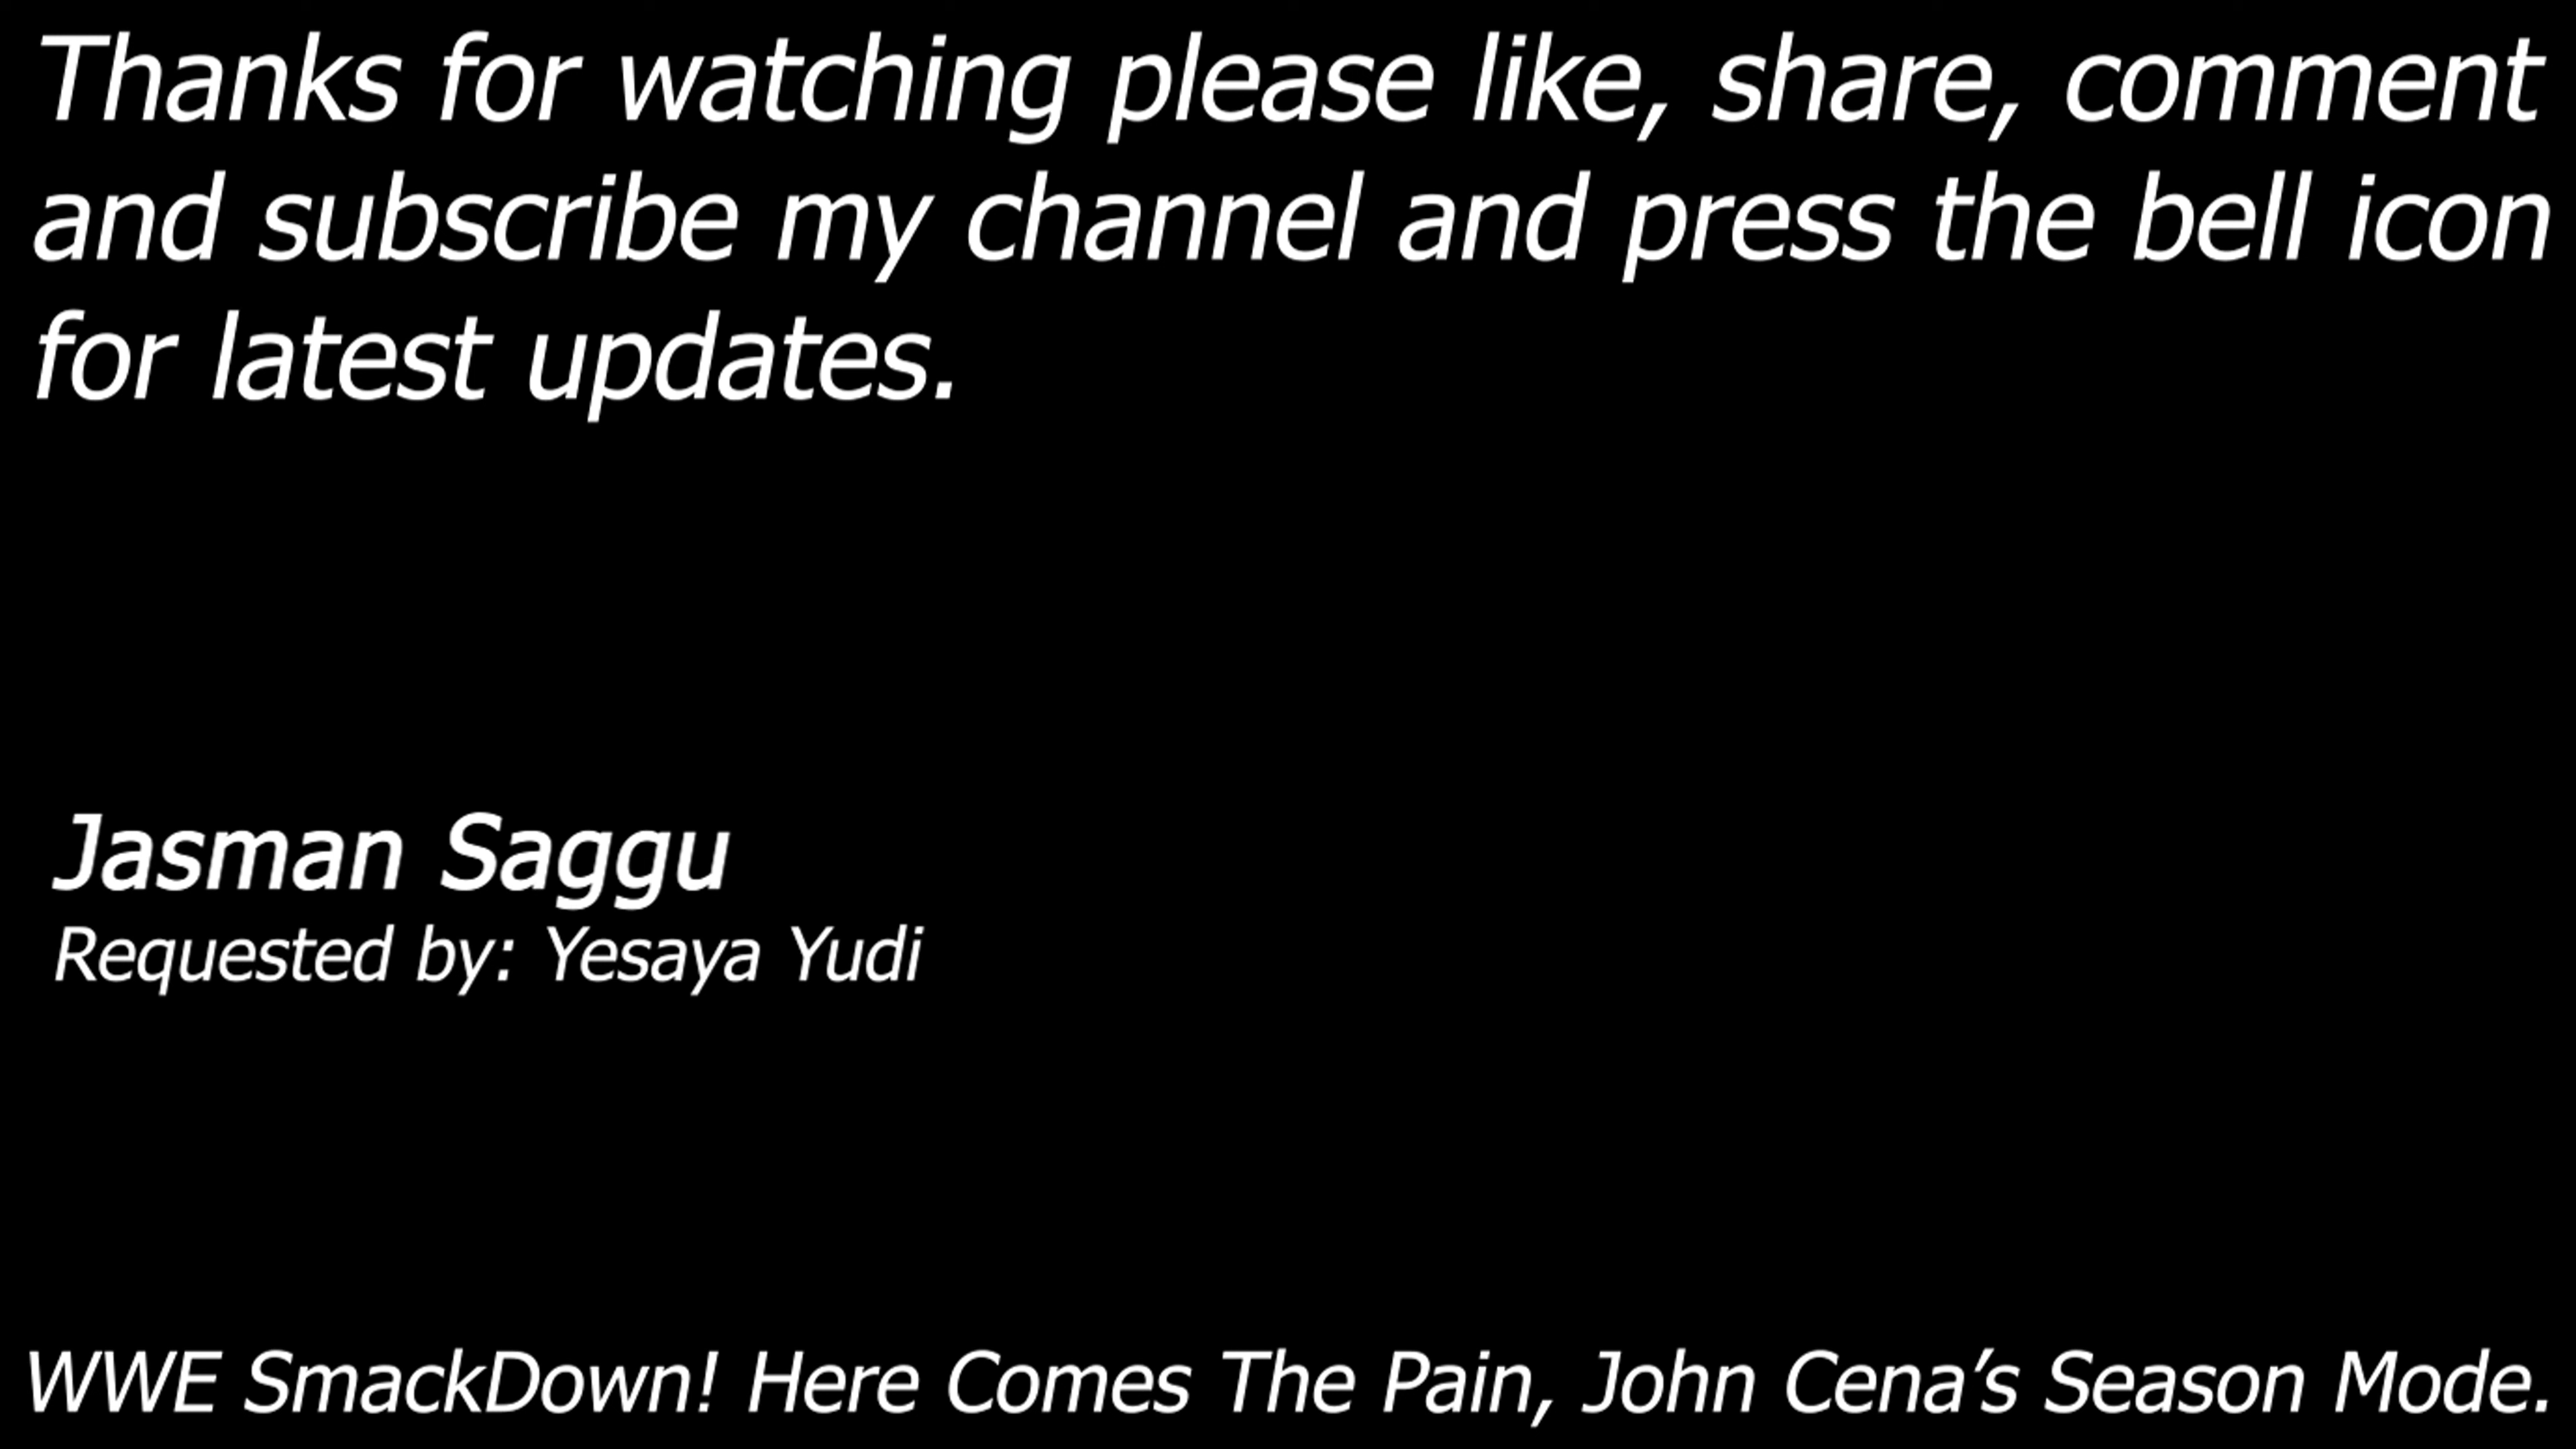 Thanks for watching please like, share, comment
and subscribe my channel and press the bell icon
for latest updates.
Jasman Saggu
Requested by: Yesaya Yudi
WWE SmackDown! Here Comes The Pain, John Cena’s Season Mode.